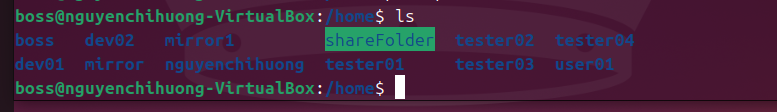 boss@nguyenchihuong-VirtualBox:/home$ ls
boss dev02 mirror1 shareFolder tester02 tester04
dev01 mirror nguyenchihuong tester01 tester03 user01
boss@nguyenchihuong-VirtualBox:/home$